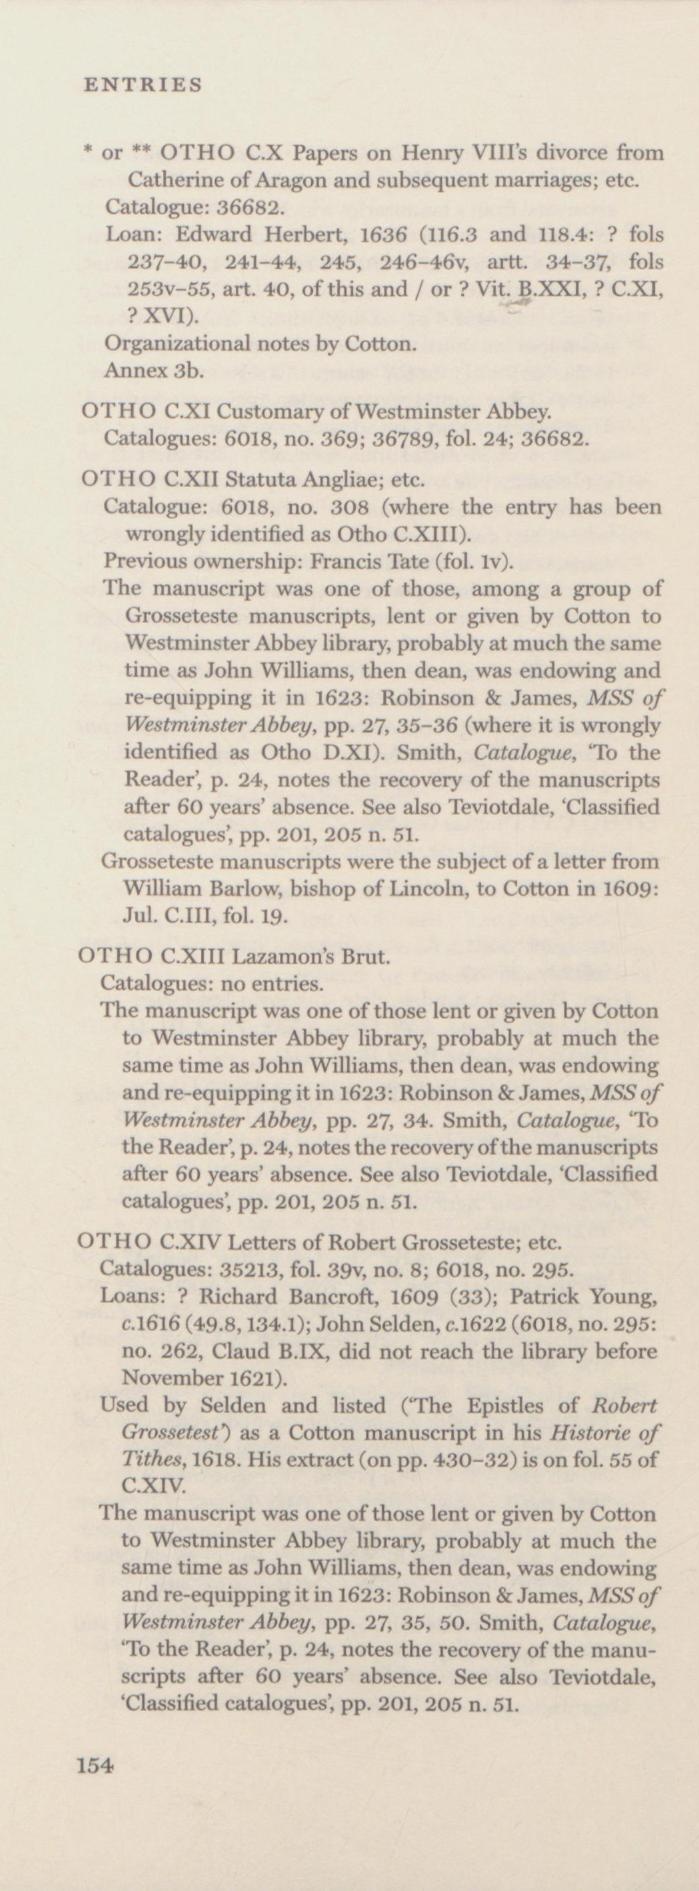 ENTRIES
* or ** OTHO C.X Papers on Henry VIII's divorce from
Catherine of Aragon and subsequent marriages; etc.
Catalogue: 36682.
Loan: Edward Herbert, 1636 (116.3 and 118.4: ? fols
237–40, 241–44, 245, 246–46v, artt. 34–37, fols
253v–55, art. 40, of this and / or ? Vit. B.XXI, ? C.XI,
? XVI).
Organizational notes by Cotton.
Annex 3b.
OTHO C.XI Customary of Westminster Abbey.
Catalogues: 6018, no. 369; 36789, fol. 24; 36682.
OTHO C.XII Statuta Angliae; etc.
Catalogue: 6018, no. 308 (where the entry has been
wrongly identified as Otho C.XIII).
Previous ownership: Francis Tate (fol. 1v).
The manuscript was one of those, among a group of
Grosseteste manuscripts, lent or given by Cotton to
Westminster Abbey library, probably at much the same
time as John Williams, then dean, was endowing and
re-equipping it in 1623: Robinson & James, MSS of
Westminster Abbey, pp. 27, 35–36 (where it is wrongly
identified as Otho D.XI). Smith, Catalogue, 'To the
Reader', p. 24, notes the recovery of the manuscripts
after 60 years' absence. See also Teviotdale, 'Classified
catalogues', pp. 201, 205 n. 51.
Grosseteste manuscripts were the subject of a letter from
William Barlow, bishop of Lincoln, to Cotton in 1609:
Jul. C.III, fol. 19.
OTHO C.XIII Lazamon's Brut.
Catalogues: no entries.
The manuscript was one of those lent or given by Cotton
to Westminster Abbey library, probably at much the
same time as John Williams, then dean, was endowing
and re-equipping it in 1623: Robinson & James, MSS of
Westminster Abbey, pp. 27, 34. Smith, Catalogue, 'To
the Reader', p. 24, notes the recovery of the manuscripts
after 60 years' absence. See also Teviotdale, 'Classified
catalogues', pp. 201, 205 n. 51.
OTHO C.XIV Letters of Robert Grosseteste; etc.
Catalogues: 35213, fol. 39v, no. 8; 6018, no. 295.
Loans: ? Richard Bancroft, 1609 (33); Patrick Young,
c.1616 (49.8, 134.1); John Selden, c.1622 (6018, no. 295:
no. 262, Claud B.IX, did not reach the library before
November 1621).
Used by Selden and listed ('The Epistles of Robert
Grossetest') as a Cotton manuscript in his Historie of
Tithes, 1618. His extract (on pp. 430–32) is on fol. 55 of
C.XIV.
The manuscript was one of those lent or given by Cotton
to Westminster Abbey library, probably at much the
same time as John Williams, then dean, was endowing
and re-equipping it in 1623: Robinson & James, MSS of
Westminster Abbey, pp. 27, 35, 50. Smith, Catalogue,
'To the Reader', p. 24, notes the recovery of the manu-
scripts after 60 years' absence. See also Teviotdale,
'Classified catalogues', pp. 201, 205 n. 51.
154